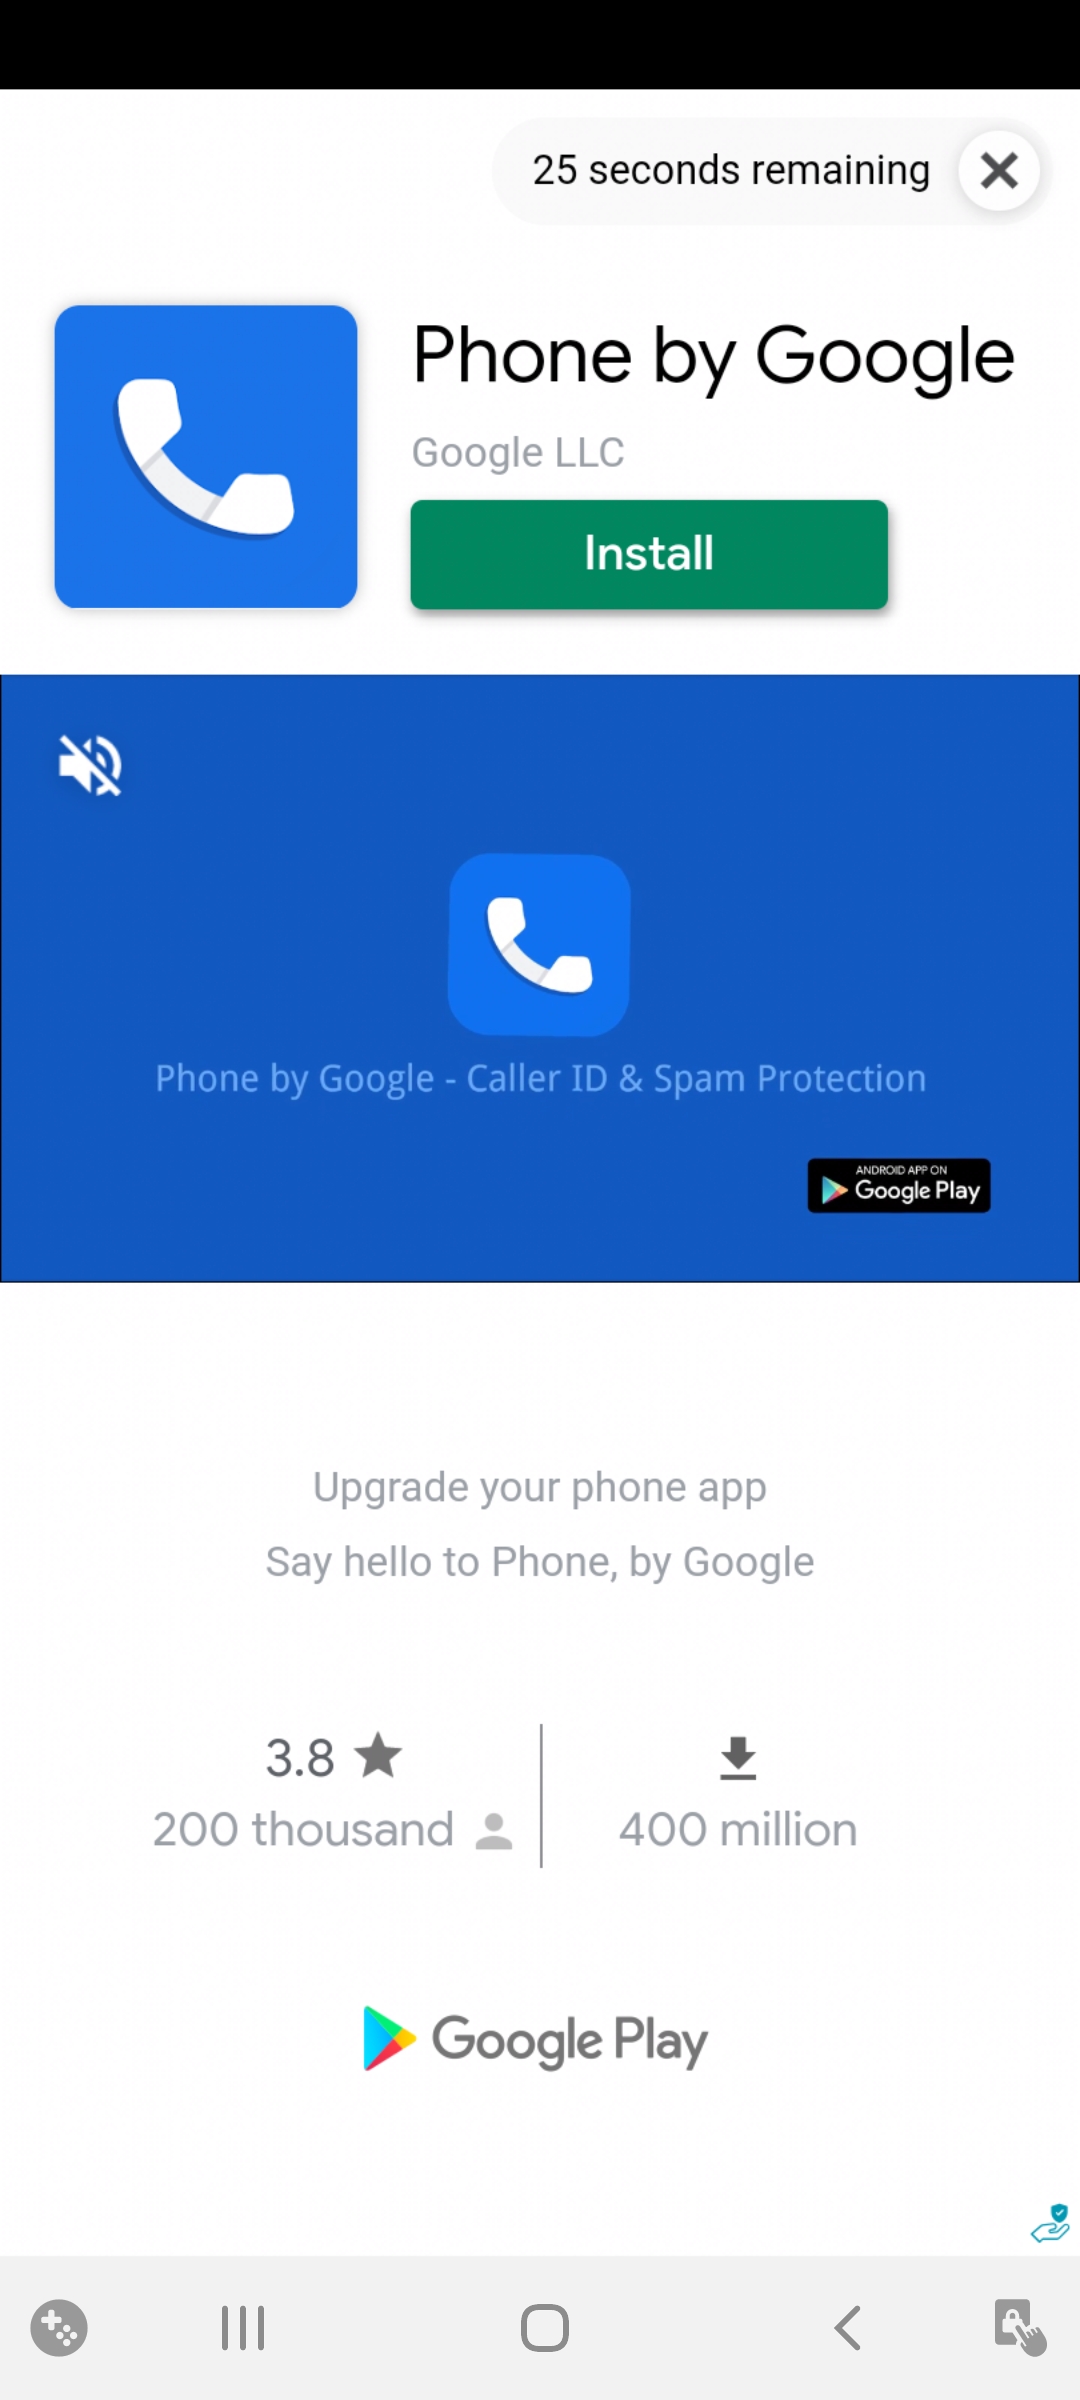 25 seconds remaining
Phone by Google
Google LLC
Install
Phone by Google - Caller ID & Spam Protection
ANDROID APP ON
Google Play
Upgrade your phone app
Say hello to Phone, by Google
3.8
200 thousand
400 million
Google Play